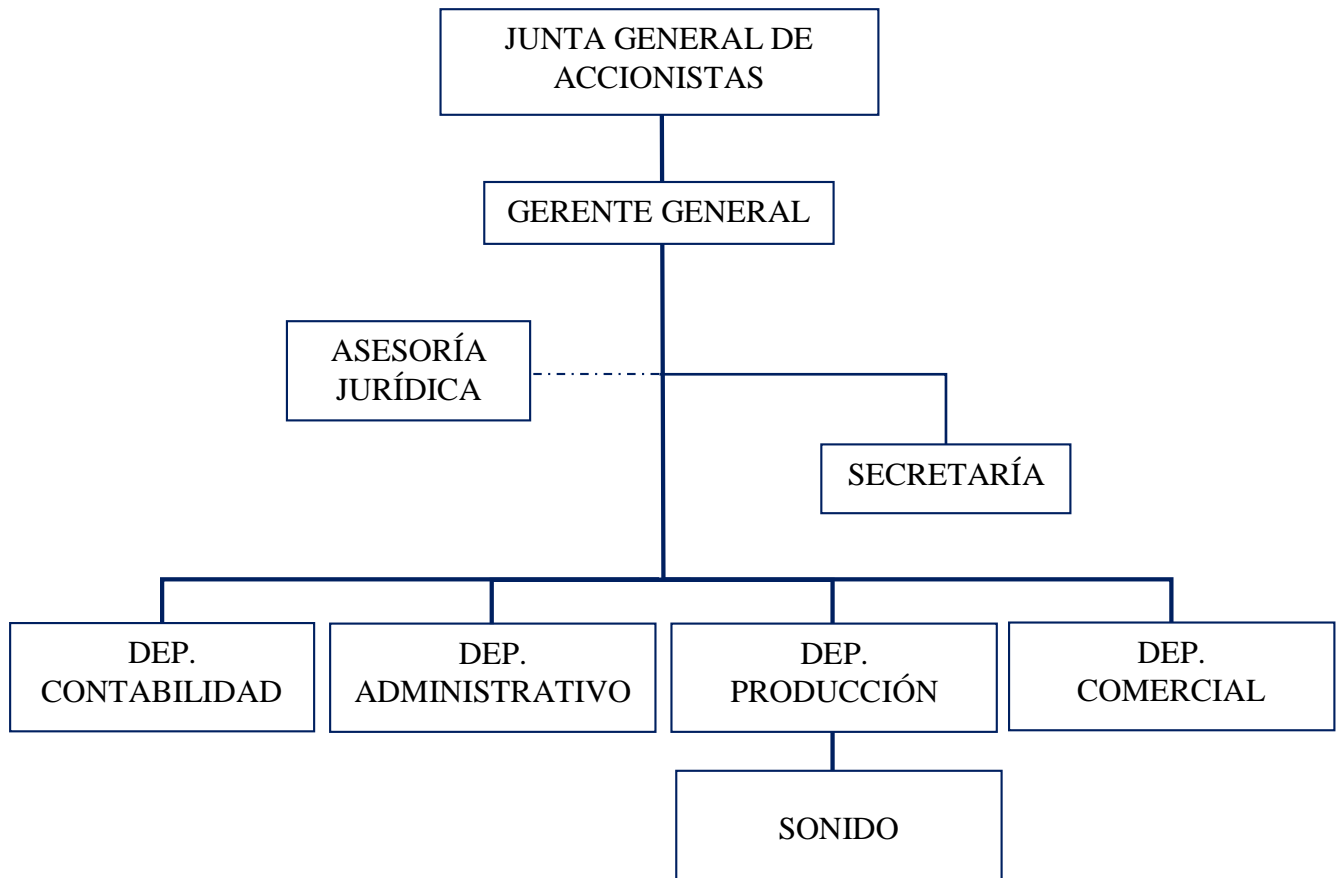 JUNTA GENERAL DE
ACCIONISTAS
GERENTE GENERAL
ASESORÍA
JURÍDICA
SECRETARÍA
DEP.
CONTABILIDAD
DEP.
ADMINISTRATIVO
DEP.
PRODUCCIÓN
DEP.
COMERCIAL
SONIDO